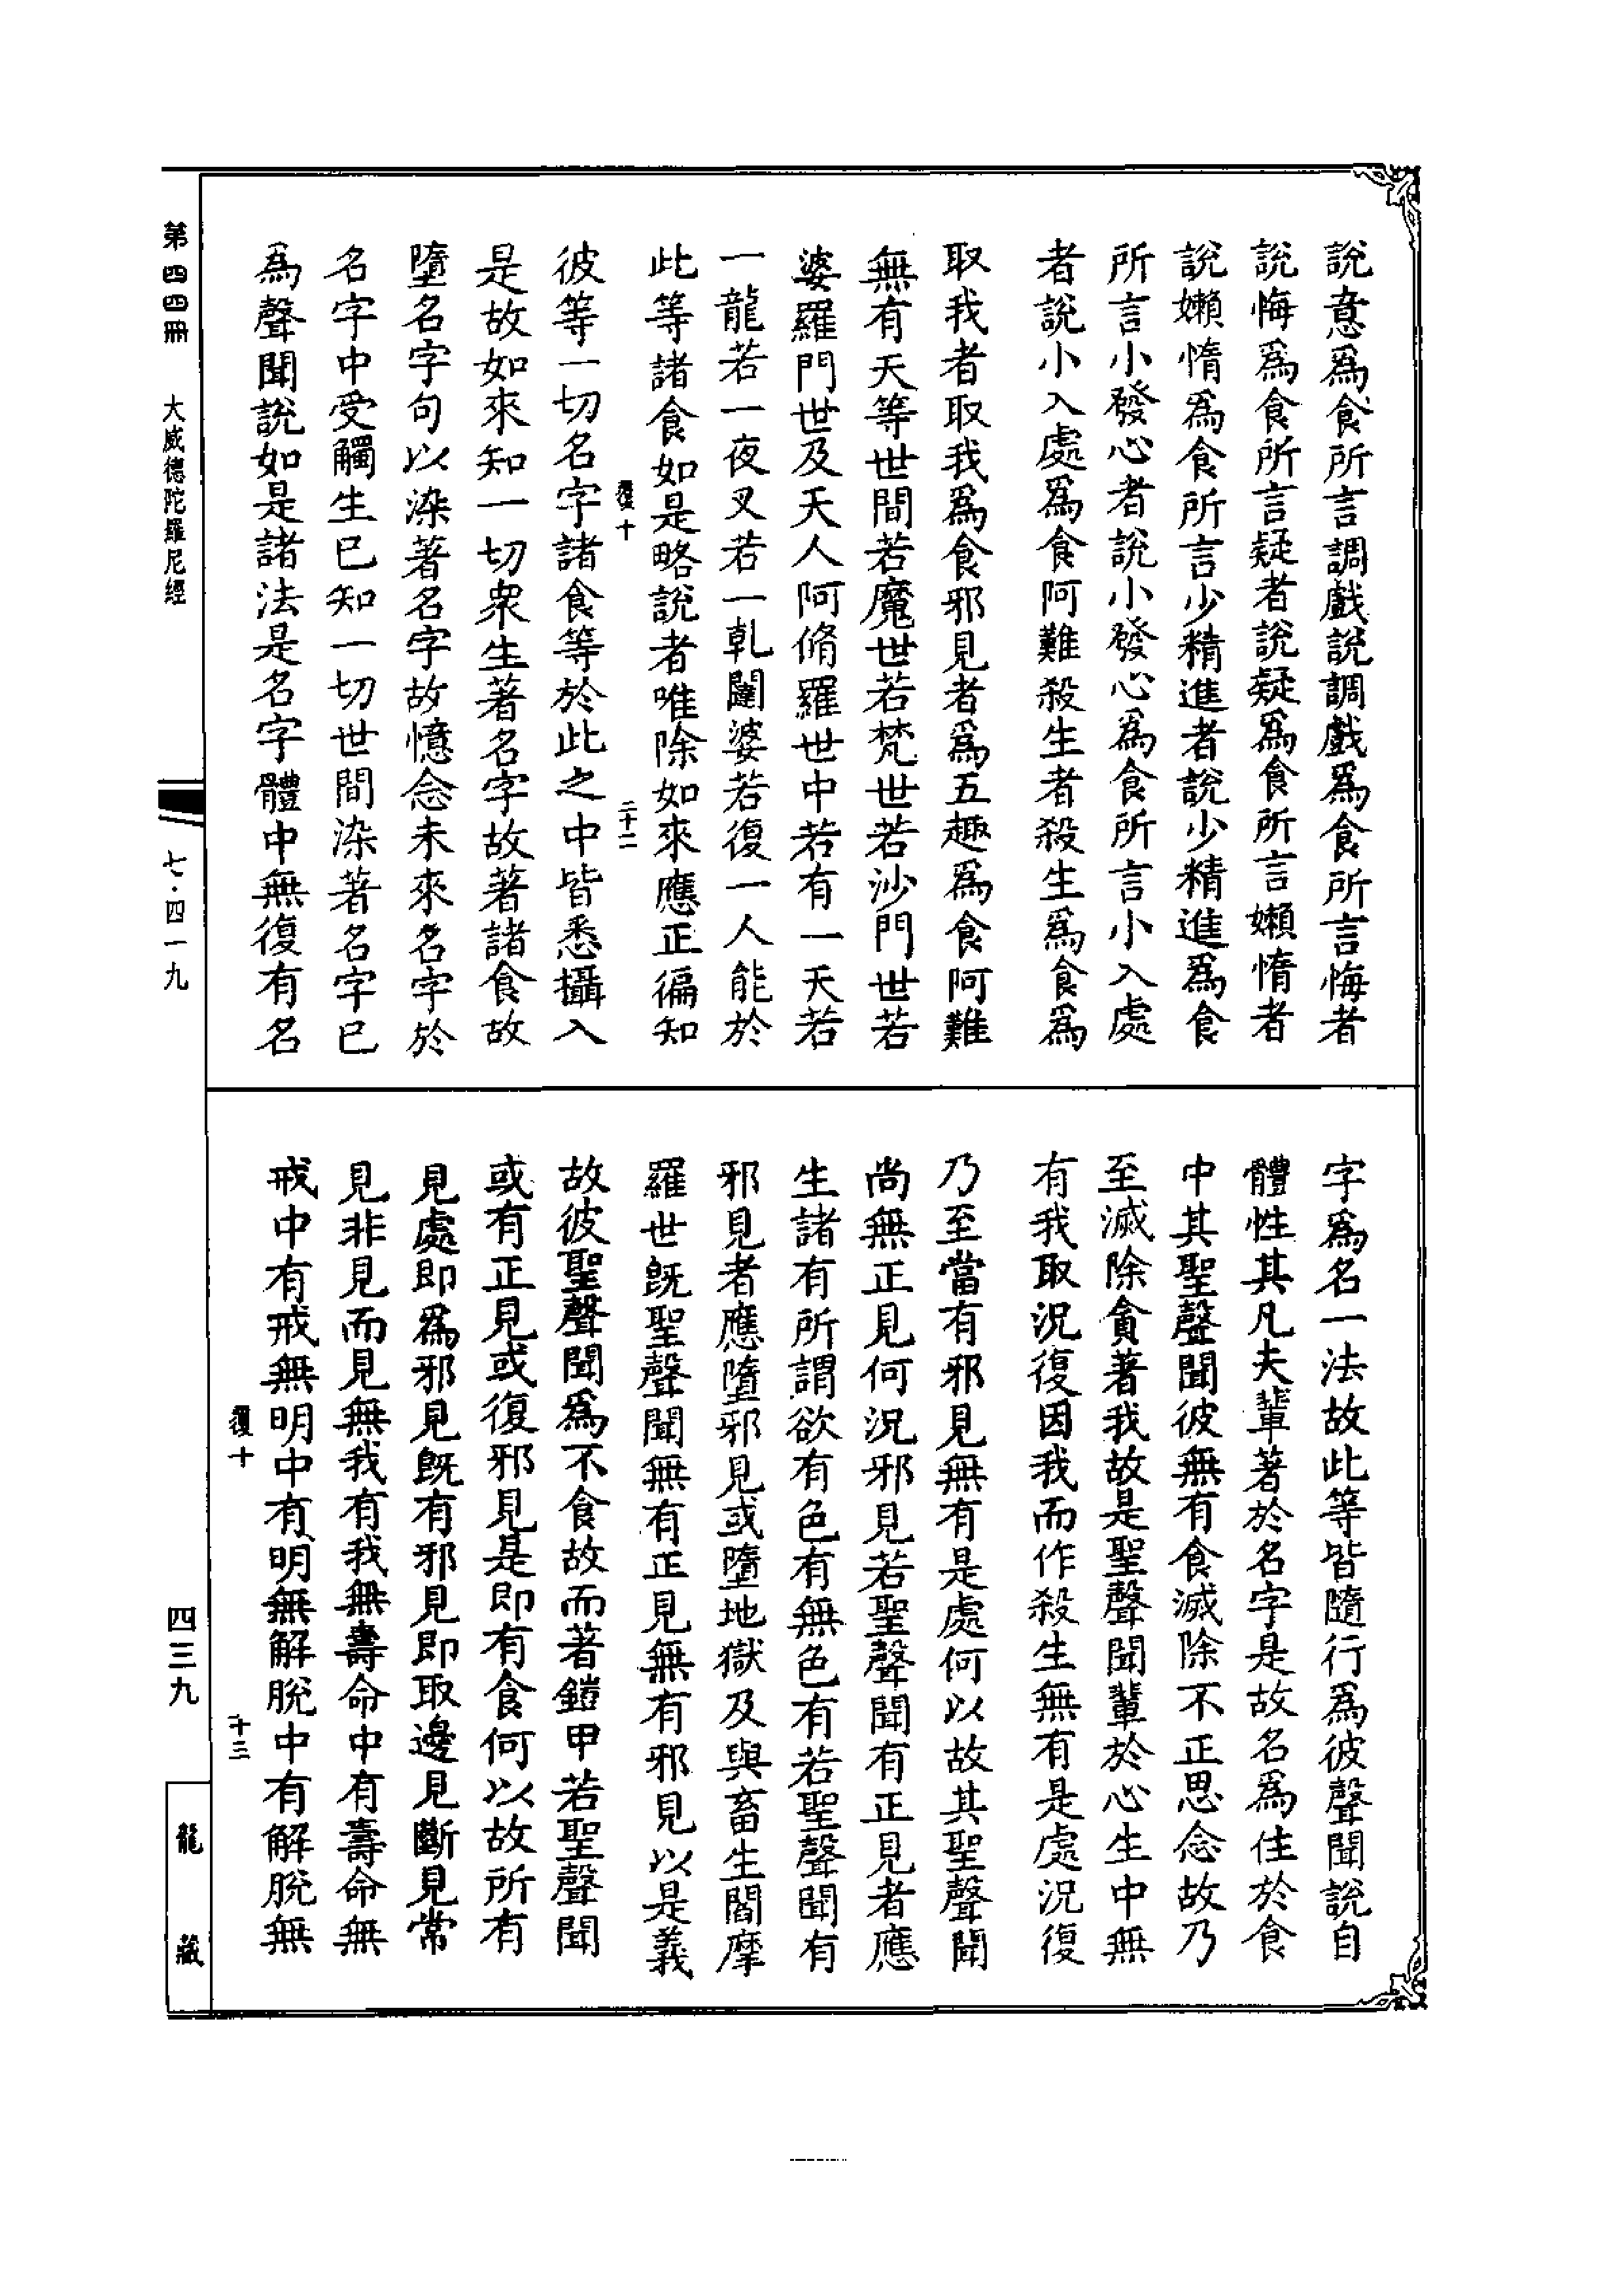 說意爲食所言調戲說調戲爲食所言悔者
說悔爲食所言疑者說疑爲食所言嬾惰者
說嬾惰爲食所言少精進者說少精進爲食
所言小發心者說小發心爲食所言小入處
者說小入處爲食阿難殺生者殺生爲食爲
取我者取我爲食邪見者爲五趣爲食阿難
無有天等世間若魔世若梵世若沙門世若
婆羅門世及天人阿脩羅世中若有一天若
一龍若一夜叉若一乹闥婆若復一人能於
此等諸食如是略說者唯除如來應正徧知
覆十 二十二
彼等一切名字諸食等於此之中皆悉攝入
是故如來知一切衆生著名字故著諸食故
墮名字句以染著名字故憶念未來名字於
名字中受觸生已知一切世間染著名字已
為聲聞說如是諸法是名字體中無復有名
字爲名一法故此等皆隨行爲彼聲聞說自
體性其凡夫輩著於名字是故名爲住於食
中其聖聲聞彼無有食滅除不正思念故乃
至滅除貪著我故是聖聲聞輩於心生中無
有我取況復因我而作殺生無有是處況復
乃至當有邪見無有是處何以故其聖聲聞
尚無正見何況邪見若聖聲聞有正見者應
生諸有所謂欲有色有無色有若聖聲聞有
邪見者應墮邪見或墮地獄及與畜生閻摩
羅世旣聖聲聞無有正見無有邪見以是義
故彼聖聲聞爲不食故而著鎧甲若聖聲聞
或有正見或復邪見是即有食何以故所有
見處即爲邪見旣有邪見即取邊見斷見常
見非見而見無我有我無壽命中有壽命無
戒中有戒無明中有明無解脫中有解脫無
覆十 十三
第四四冊 大威德陀羅尼經 七·四一九
四三九
龍藏